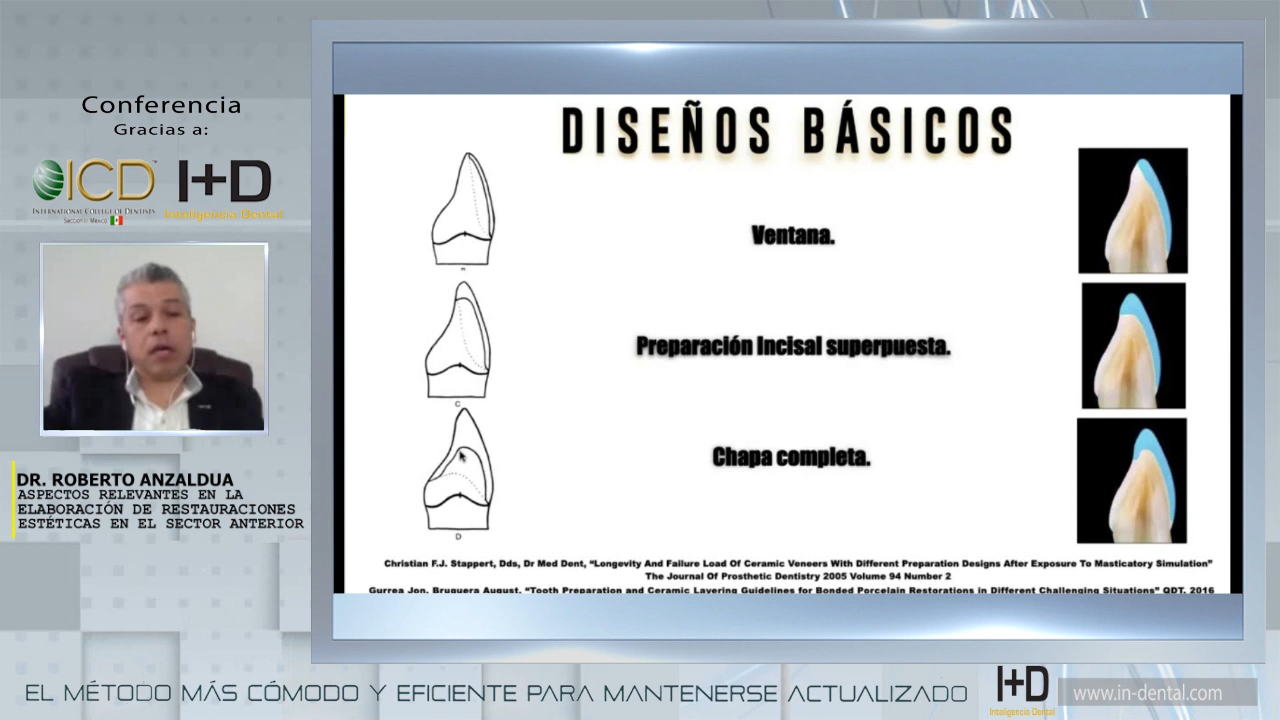 Conferencia
Gracias a:
ICD
INTERNATIONAL COLLEGE OF DENTISTS
Sección México
I+D
Inteligencia Dental
DR. ROBERTO ANZALDUA
ASPECTOS RELEVANTES EN LA
ELABORACIÓN DE RESTAURACIONES
ESTÉTICAS EN EL SECTOR ANTERIOR
DISEÑOS BÁSICOS
Ventana.
Preparación Incisal superpuesta.
C
Chapa completa.
D
Christian F.J. Stappert, Dds, Dr Med Dent, “Longevity And Failure Load Of Ceramic Veneers With Different Preparation Designs After Exposure To Masticatory Simulation”
The Journal Of Prosthetic Dentistry 2005 Volume 94 Number 2
Gurrea Jon, Bruguera August, “Tooth Preparation and Ceramic Layering Guidelines for Bonded Porcelain Restorations in Different Challenging Situations” QDT, 2016
EL MÉTODO MÁS CÓMODO Y EFICIENTE PARA MANTENERSE ACTUALIZADO
I+D
Inteligencia Dental
www.in-dental.com